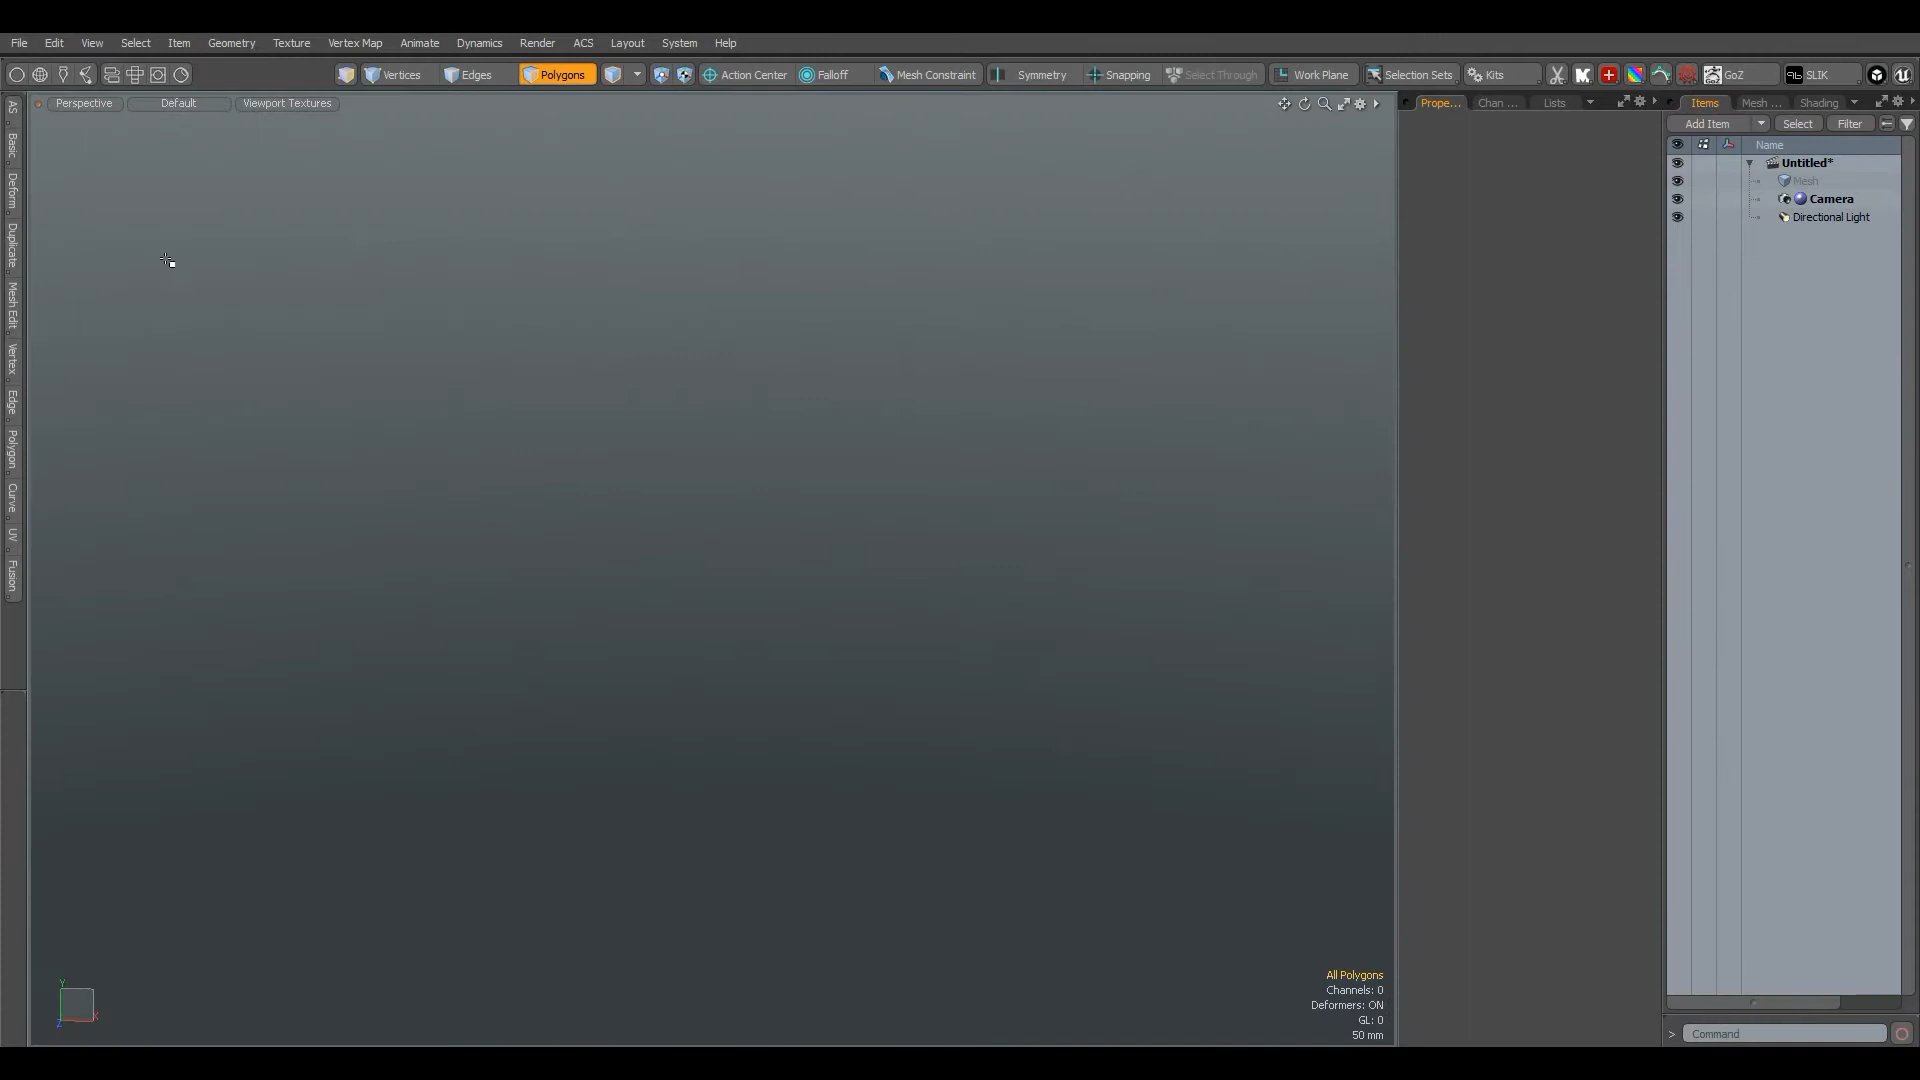 File Edit View Select Item Geometry Texture Vertex Map Animate Dynamics Render ACS Layout System Help
Vertices Edges Polygons Action Center Falloff Mesh Constraint Symmetry Snapping Select Through Work Plane Selection Sets Kits GoZ SLIK
Perspective Default Viewport Textures Prope... Chan ... Lists Items Mesh ... Shading
Add Item Select Filter
Name
Untitled*
Mesh
Camera
Directional Light
AS
Basic
Deform
Duplicate
Mesh Edit
Vertex
Edge
Polygon
Curve
UV
Fusion
All Polygons
Channels: 0
Deformers: ON
GL: 0
50 mm
Y
X
Z
> Command